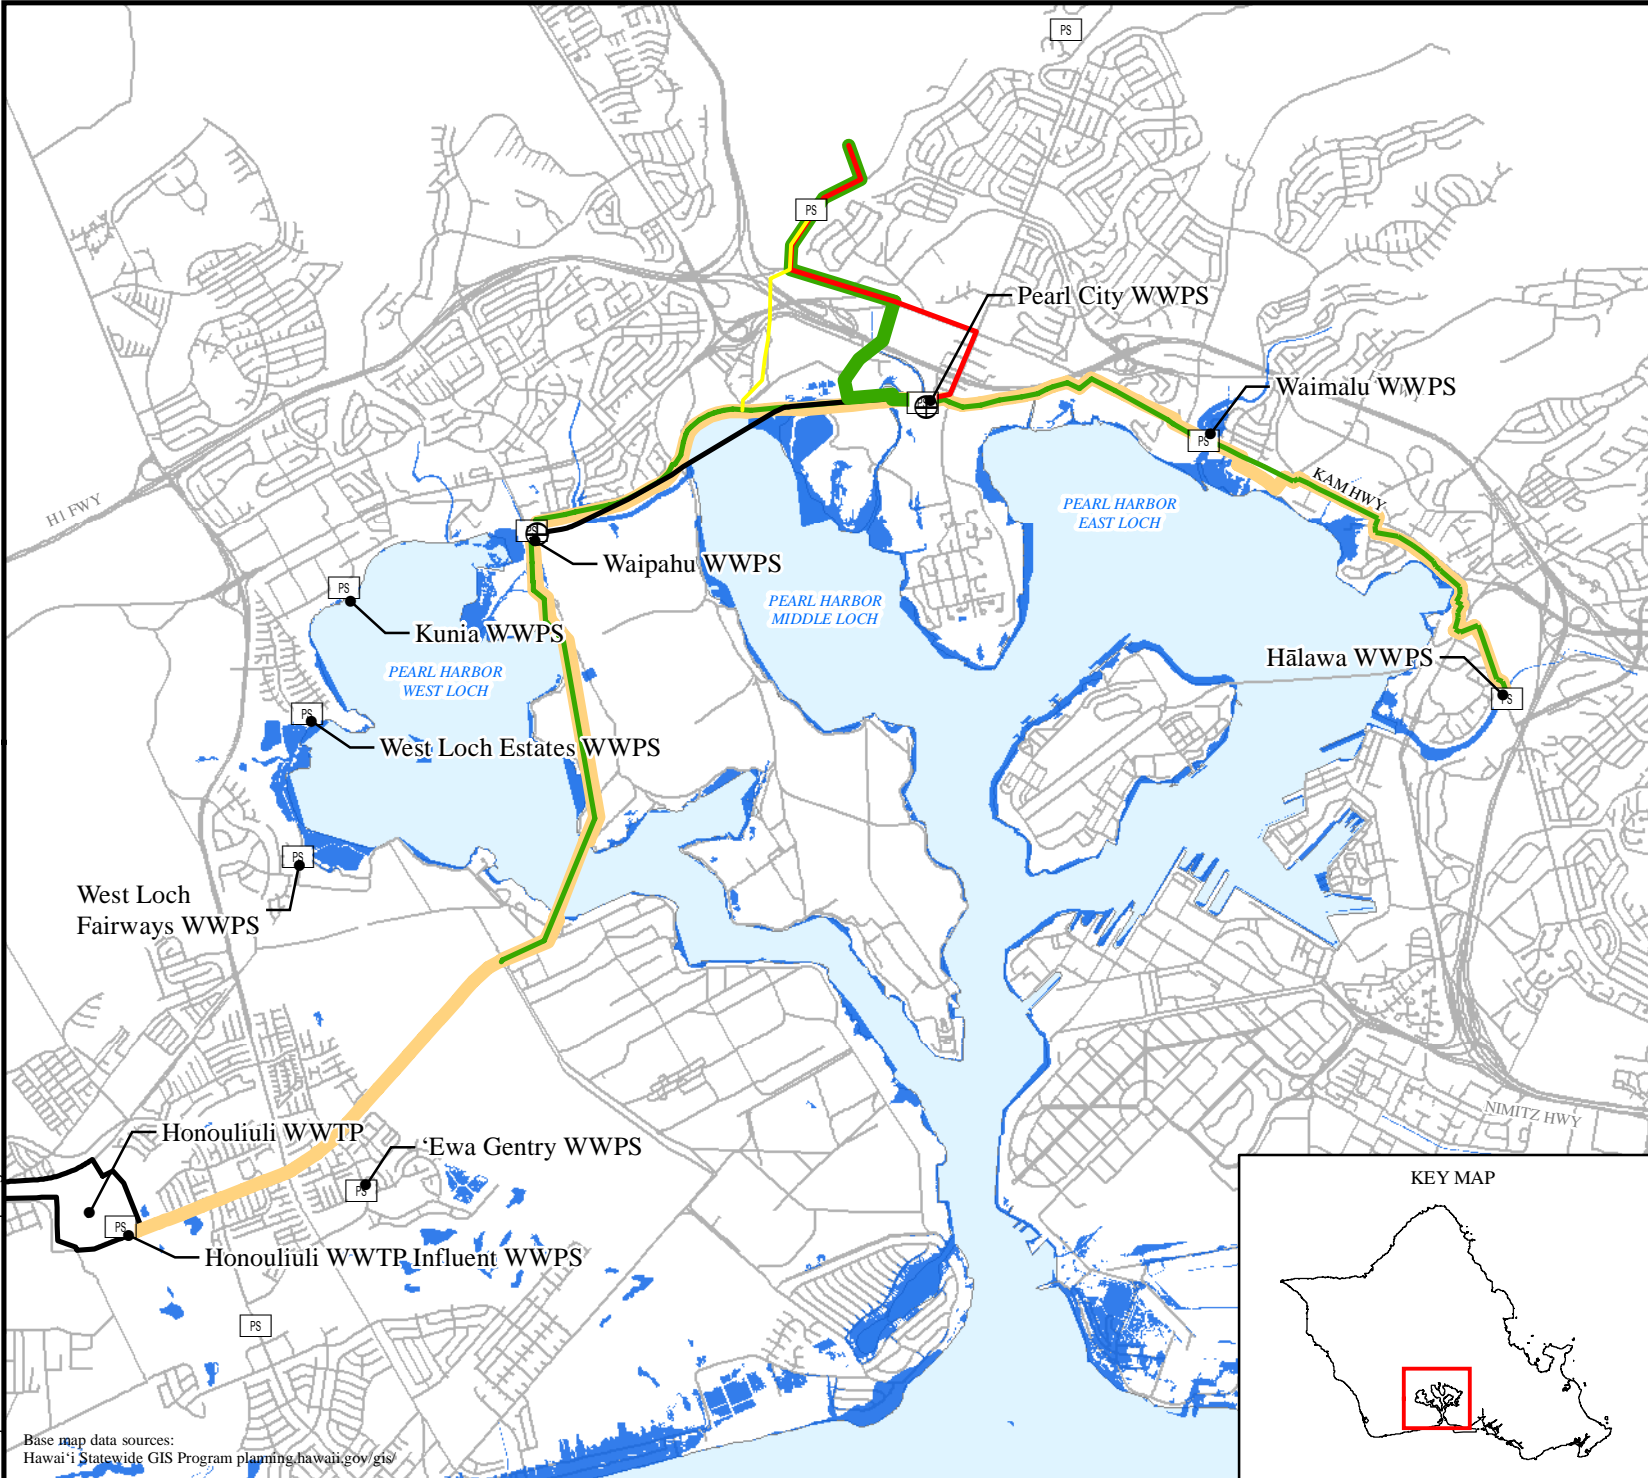 PS
PS
Pearl City WWPS
Waimalu WWPS
PS
PS
KAM HWY
H1 FWY
PEARL HARBOR
EAST LOCH
PS
Waipahu WWPS
PS
PEARL HARBOR
MIDDLE LOCH
Kunia WWPS
Hālawa WWPS
PEARL HARBOR
WEST LOCH
PS
PS
West Loch Estates WWPS
PS
West Loch
Fairways WWPS
NIMITZ HWY
Honouliuli WWTP
ʻEwa Gentry WWPS
PS
KEY MAP
PS
Honouliuli WWTP Influent WWPS
PS
Base map data sources:
Hawaiʻi Statewide GIS Program planning.hawaii.gov/gis/